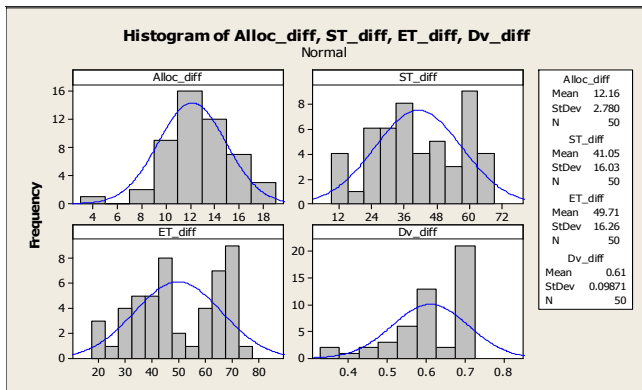 Histogram of Alloc_diff, ST_diff, ET_diff, Dv_diff
Normal
Frequency
Alloc_diff
16
12
8
4
0
4 6 8 10 12 14 16 18
ST_diff
8
6
4
2
0
12 24 36 48 60 72
ET_diff
8
6
4
2
0
20 30 40 50 60 70 80
Dv_diff
20
15
10
5
0
0.4 0.5 0.6 0.7 0.8
Alloc_diff
Mean 12.16
StDev 2.780
N 50
ST_diff
Mean 41.05
StDev 16.03
N 50
ET_diff
Mean 49.71
StDev 16.26
N 50
Dv_diff
Mean 0.61
StDev 0.09871
N 50